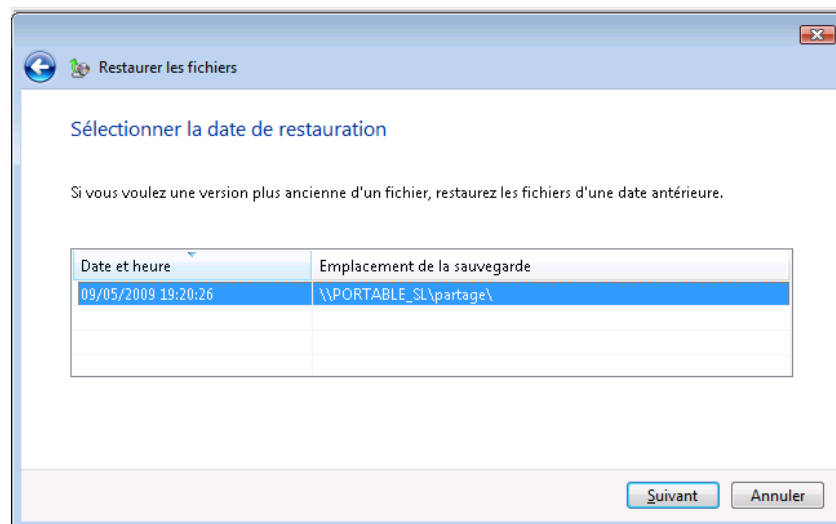 Restaurer les fichiers
Sélectionner la date de restauration
Si vous voulez une version plus ancienne d'un fichier, restaurez les fichiers d'une date antérieure.
Date et heure Emplacement de la sauvegarde
09/05/2009 19:20:26 \\PORTABLE_SL\partage\
Suivant Annuler